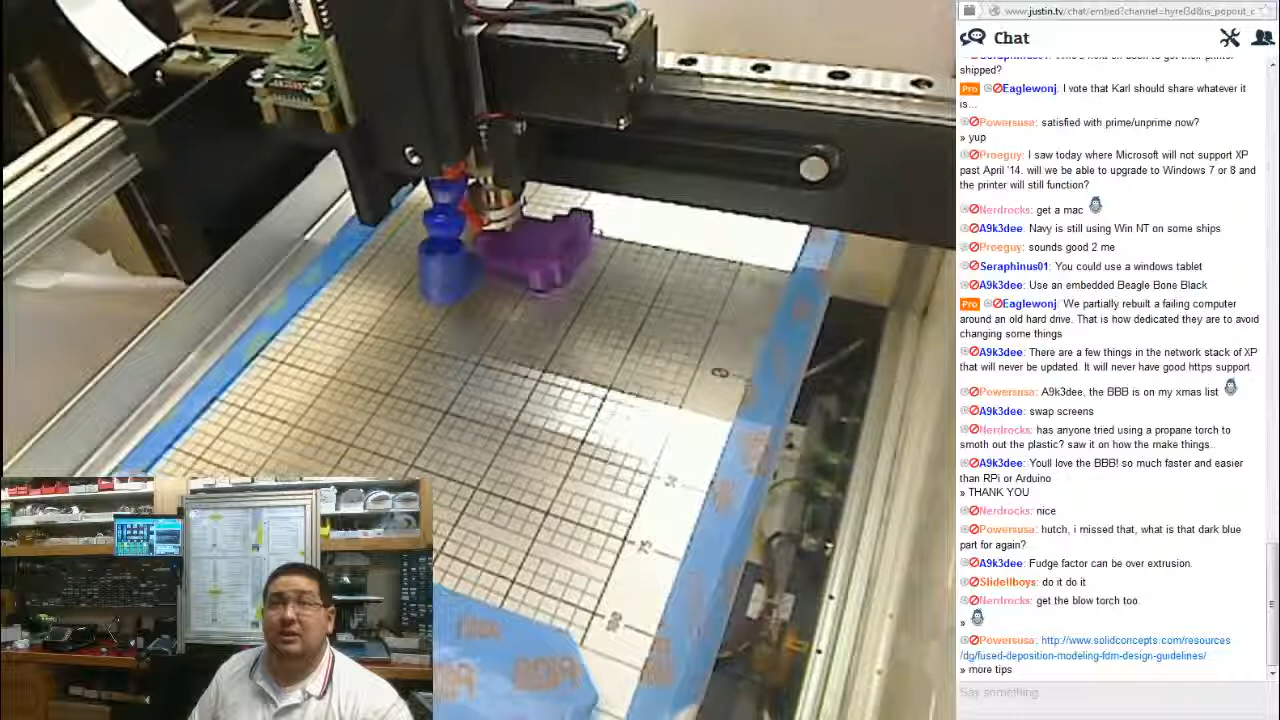 www.justin.tv/chat/embed?channel=hyrel3d&is_popout_c
Chat
shipped?
Pro Eaglewonj: I vote that Karl should share whatever it
is...
Powersusa: satisfied with prime/unprime now?
» yup
Proeguy: I saw today where Microsoft will not support XP
past April '14. will we be able to upgrade to Windows 7 or 8 and
the printer will still function?
Nerdrocks: get a mac
A9k3dee: Navy is still using Win NT on some ships
Proeguy: sounds good 2 me
Seraphinus01: You could use a windows tablet
A9k3dee: Use an embedded Beagle Bone Black
Pro Eaglewonj: We partially rebuilt a failing computer
around an old hard drive. That is how dedicated they are to avoid
changing some things
A9k3dee: There are a few things in the network stack of XP
that will never be updated. It will never have good https support
Powersusa: A9k3dee, the BBB is on my xmas list
A9k3dee: swap screens
Nerdrocks: has anyone tried using a propane torch to
smoth out the plastic? saw it on how the make things..
A9k3dee: Youll love the BBB! so much faster and easier
than RPi or Arduino
» THANK YOU
Nerdrocks: nice
Powersusa: hutch, i missed that, what is that dark blue
part for again?
A9k3dee: Fudge factor can be over extrusion.
Slidellboys: do it do it
Nerdrocks: get the blow torch too.
»
Powersusa: http://www.solidconcepts.com/resources
/dg/fused-deposition-modeling-fdm-design-guidelines/
» more tips
Say something